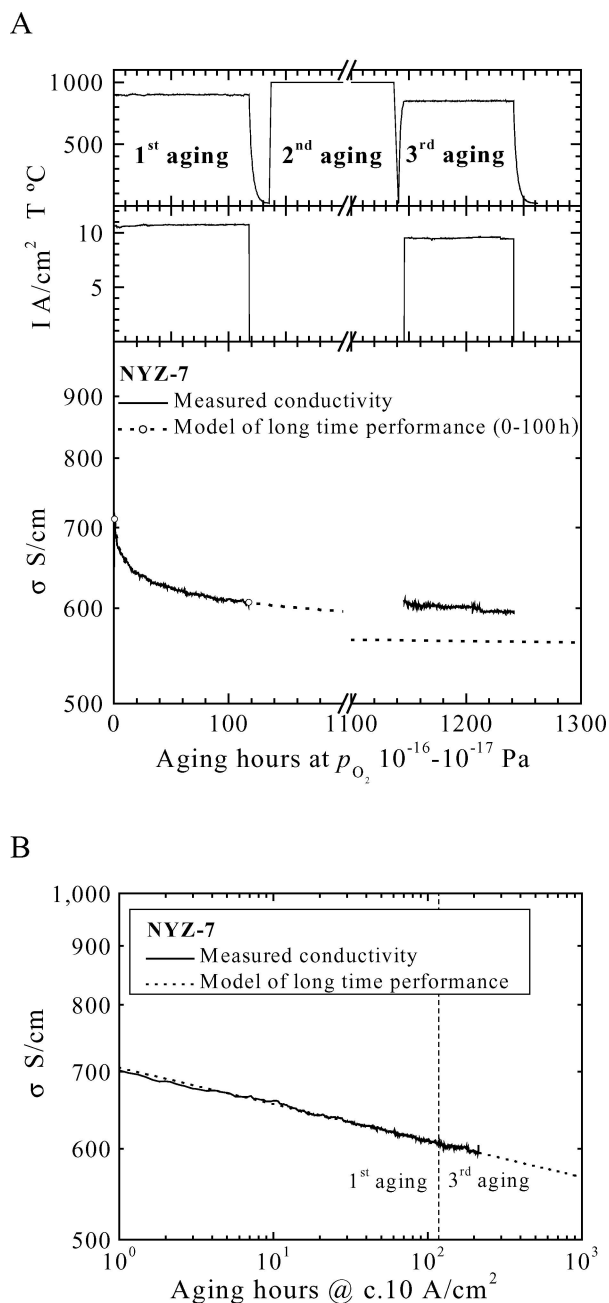 A
1000
500
T ºC
1st aging
2nd aging
3rd aging
10
5
I A/cm2
NYZ-7
Measured conductivity
Model of long time performance (0-100h)
900
800
700
600
500
σ S/cm
0
100
1100
1200
1300
Aging hours at pO2 10-16-10-17 Pa
B
1,000
900
800
700
600
500
σ S/cm
NYZ-7
Measured conductivity
Model of long time performance
1st aging
3rd aging
100
101
102
103
Aging hours @ c.10 A/cm2